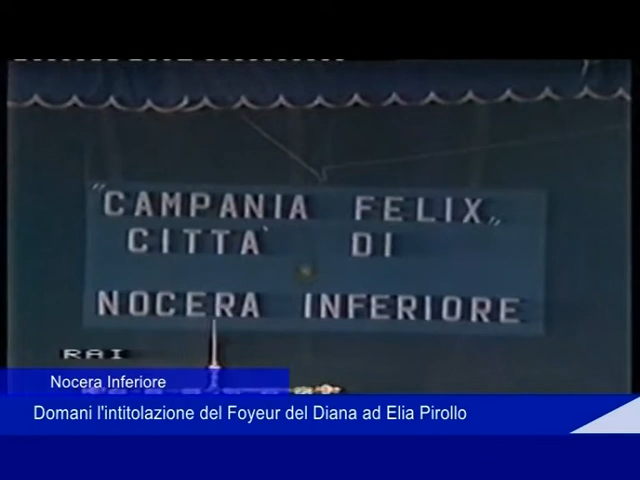 "CAMPANIA FELIX„
CITTA' DI
NOCERA INFERIORE
RAI
Nocera Inferiore
Domani l'intitolazione del Foyeur del Diana ad Elia Pirollo